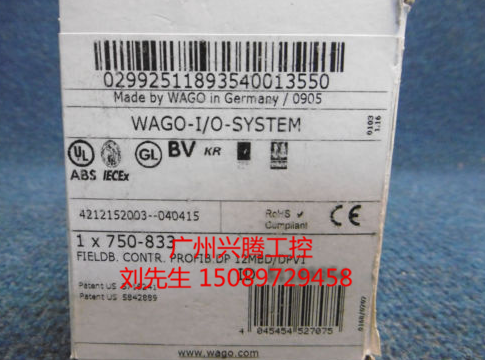 02992511893540013550
Made by WAGO in Germany / 0905
WAGO-I/O-SYSTEM
0103
1.16
UL
ABS IECEx
GL
BV
KR
4212152003--040415
RoHS ✓
Compliant
CE
1 x 750-833
广州兴腾工控
FIELDB. CONTR. PROFIB.DP 12MBD/DPV1
刘先生 15089729458
Patent US
Patent US 5842889
4 045454 527075
www.wago.com